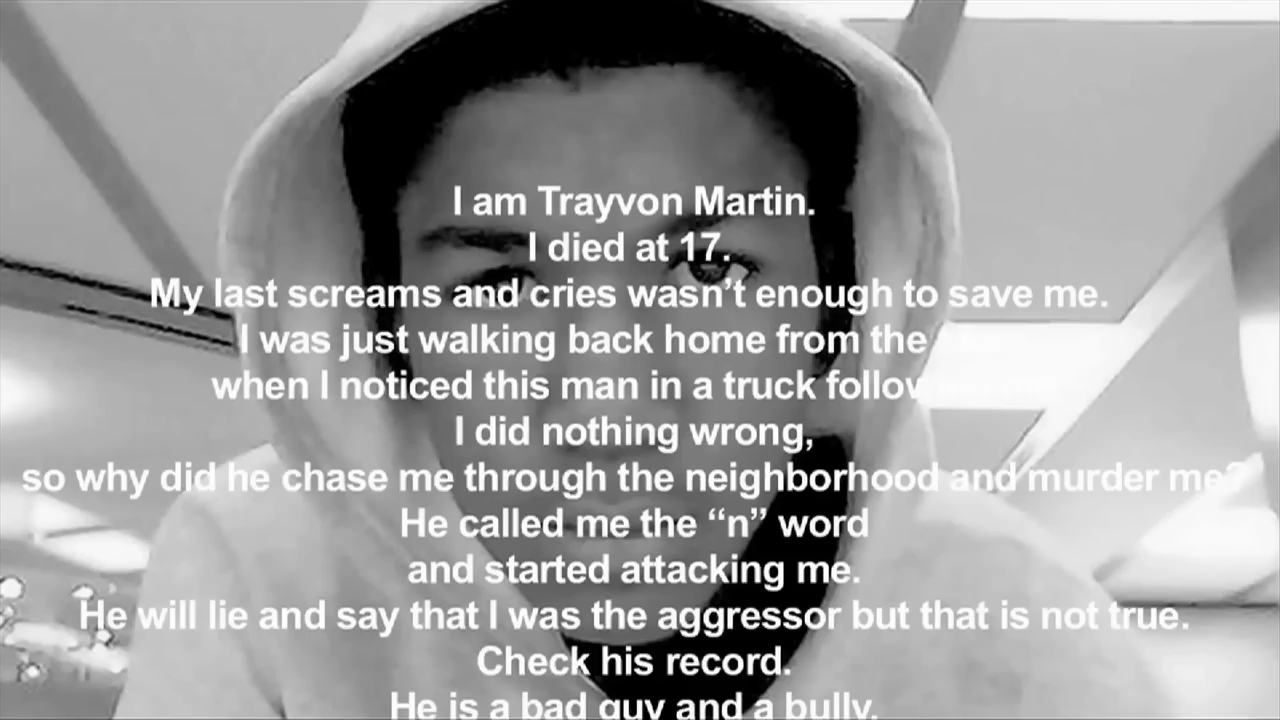 I am Trayvon Martin.
I died at 17.
My last screams and cries wasn’t enough to save me.
I was just walking back home from the
when I noticed this man in a truck following me
I did nothing wrong,
so why did he chase me through the neighborhood and murder me?
He called me the “n” word
and started attacking me.
He will lie and say that I was the aggressor but that is not true.
Check his record.
He is a bad guy and a bully.